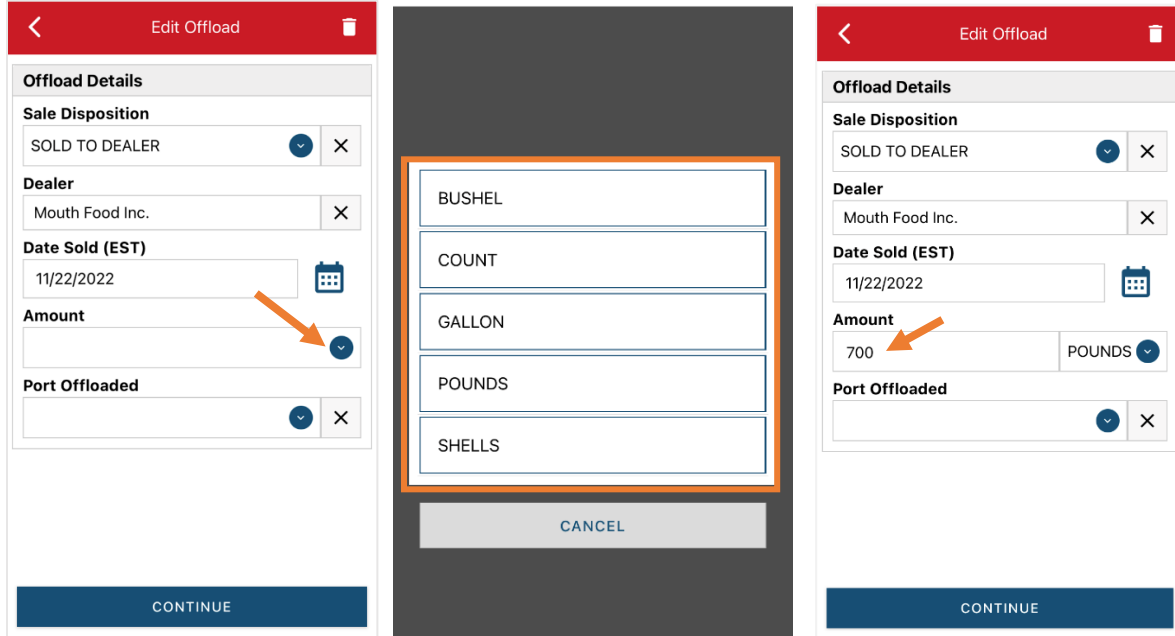 Edit Offload
Offload Details
Sale Disposition
SOLD TO DEALER
Dealer
Mouth Food Inc.
Date Sold (EST)
11/22/2022
Amount
Port Offloaded
CONTINUE
BUSHEL
COUNT
GALLON
POUNDS
SHELLS
CANCEL
Edit Offload
Offload Details
Sale Disposition
SOLD TO DEALER
Dealer
Mouth Food Inc.
Date Sold (EST)
11/22/2022
Amount
700 POUNDS
Port Offloaded
CONTINUE